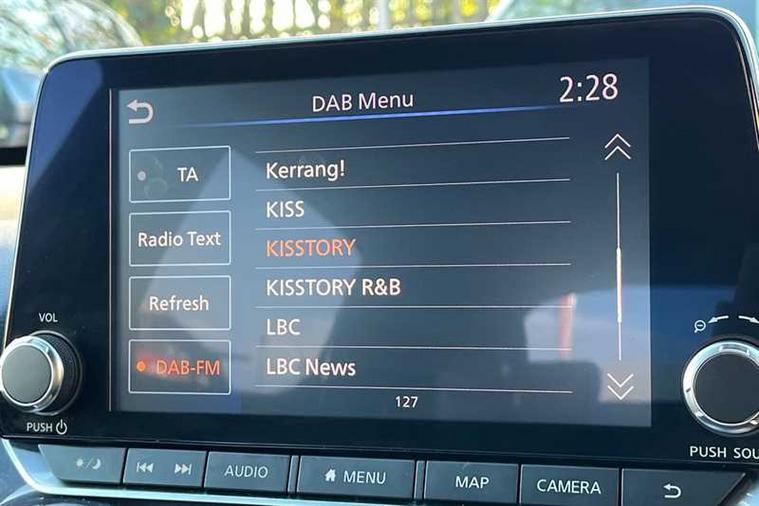 DAB Menu
2:28
TA
Kerrang!
KISS
Radio Text
KISSTORY
KISSTORY R&B
Refresh
LBC
DAB-FM
LBC News
127
VOL
PUSH
PUSH SOU
AUDIO
MENU
MAP
CAMERA